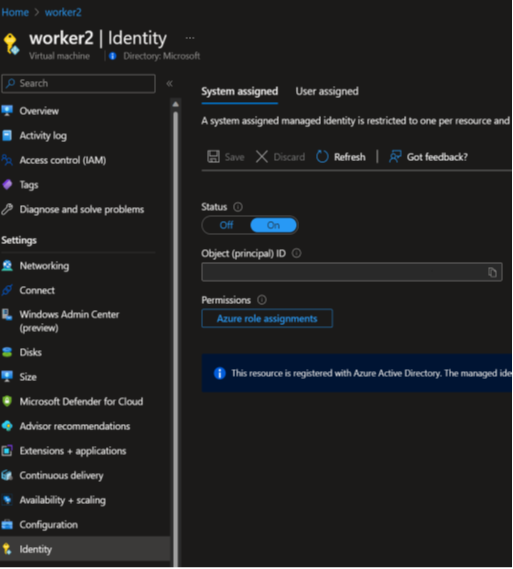 Home > worker2
worker2 | Identity ...
Virtual machine | Directory: Microsoft
Search
«
System assigned User assigned
A system assigned managed identity is restricted to one per resource and
Save Discard Refresh | Got feedback?
Status
Off On
Object (principal) ID
Permissions
Azure role assignments
This resource is registered with Azure Active Directory. The managed ide
Overview
Activity log
Access control (IAM)
Tags
Diagnose and solve problems
Settings
Networking
Connect
Windows Admin Center
(preview)
Disks
Size
Microsoft Defender for Cloud
Advisor recommendations
Extensions + applications
Continuous delivery
Availability + scaling
Configuration
Identity